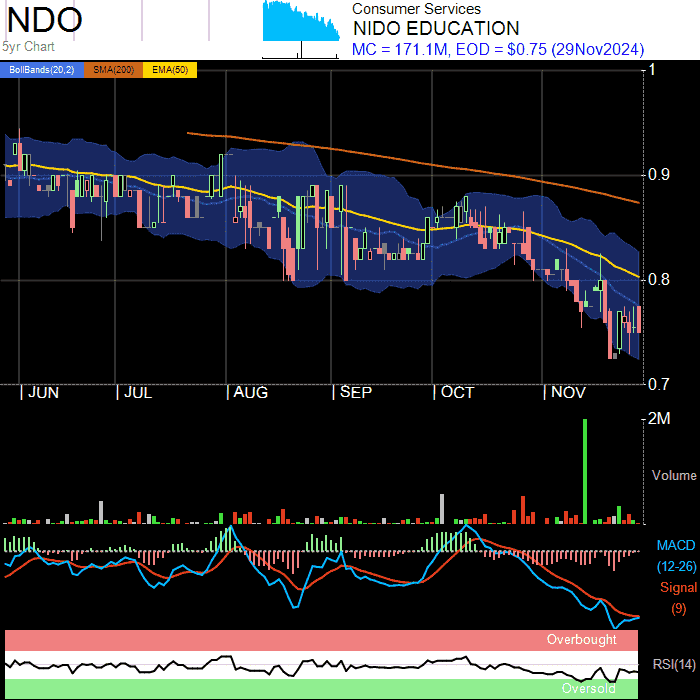 NDO
5yr Chart
Consumer Services
NIDO EDUCATION
MC = 171.1M, EOD = $0.75 (29Nov2024)
BollBands(20,2) SMA(200) EMA(50)
1
0.9
0.8
0.7
JUN JUL AUG SEP OCT NOV
2M
Volume
MACD
(12-26)
Signal
(9)
Overbought
RSI(14)
Oversold